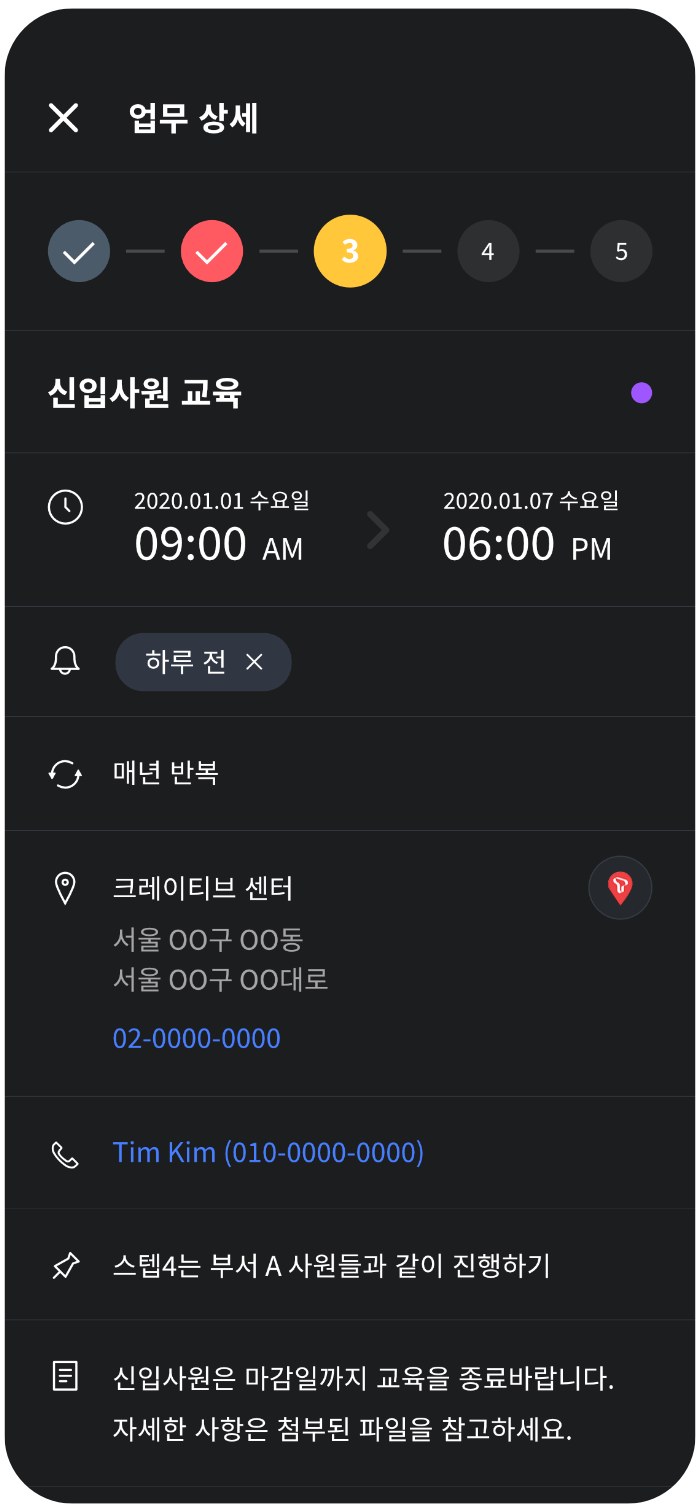 업무 상세
3
4
5
신입사원 교육
2020.01.01 수요일
09:00 AM
2020.01.07 수요일
06:00 PM
하루 전
매년 반복
크레이티브 센터
서울 OO구 OO동
서울 OO구 OO대로
02-0000-0000
Tim Kim (010-0000-0000)
스텝4는 부서 A 사원들과 같이 진행하기
신입사원은 마감일까지 교육을 종료바랍니다.
자세한 사항은 첨부된 파일을 참고하세요.